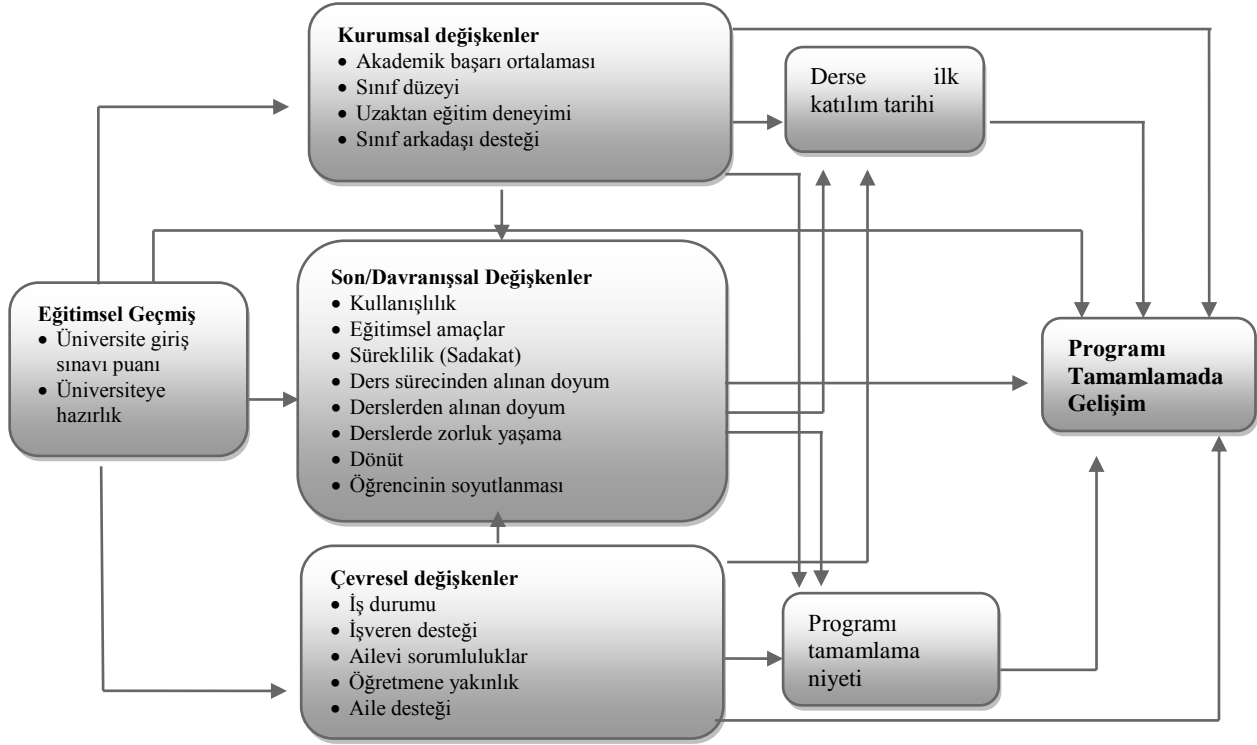 Kurumsal değişkenler
• Akademik başarı ortalaması
• Sınıf düzeyi
• Uzaktan eğitim deneyimi
• Sınıf arkadaşı desteği
Derse ilk
katılım tarihi
Eğitimsel Geçmiş
• Üniversite giriş
sınavı puanı
• Üniversiteye
hazırlık
Son/Davranışsal Değişkenler
• Kullanışlılık
• Eğitimsel amaçlar
• Süreklilik (Sadakat)
• Ders sürecinden alınan doyum
• Derslerden alınan doyum
• Derslerde zorluk yaşama
• Dönüt
• Öğrencinin soyutlanması
Programı
Tamamlamada
Gelişim
Çevresel değişkenler
• İş durumu
• İşveren desteği
• Ailevi sorumluluklar
• Öğretmene yakınlık
• Aile desteği
Programı
tamamlama
niyeti